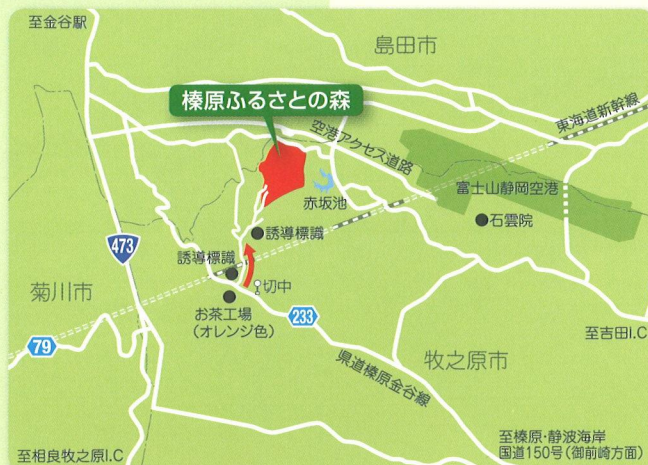 至金谷駅
島田市
榛原ふるさとの森
空港アクセス道路
東海道新幹線
赤坂池
富士山静岡空港
石雲院
誘導標識
473
誘導標識
切中
菊川市
お茶工場
(オレンジ色)
233
79
県道榛原金谷線
牧之原市
至吉田I.C
至相良牧之原I.C
至榛原・静波海岸
国道150号(御前崎方面)